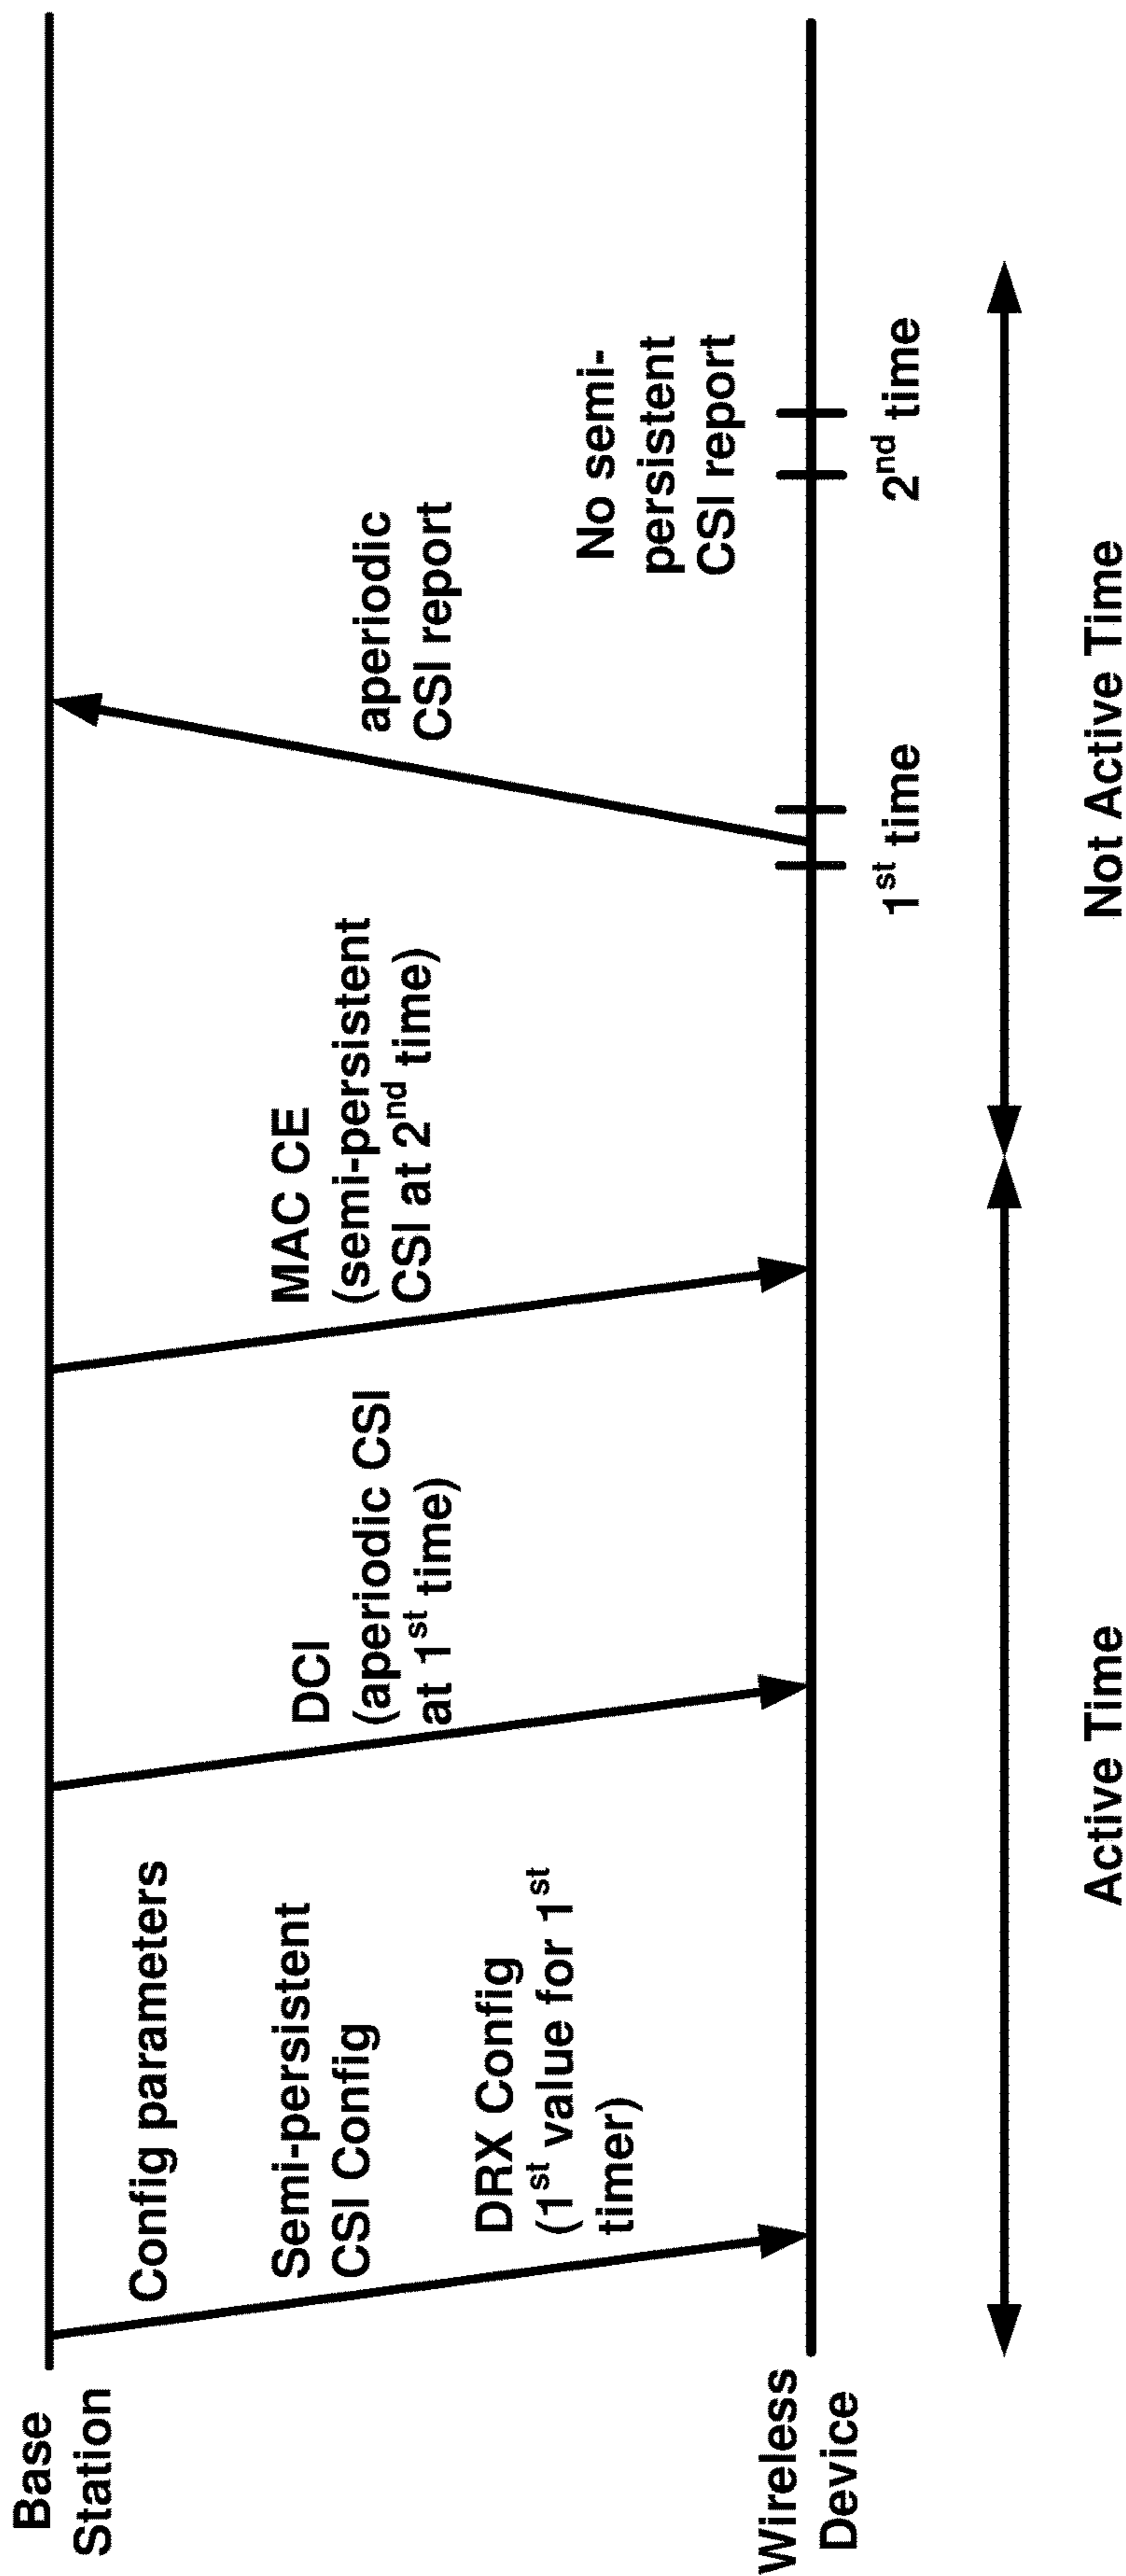 Base
Station
Config parameters
Semi-persistent
CSI Config
DRX Config
(1st value for 1st
timer)
DCI
(aperiodic CSI
at 1st time)
MAC CE
(semi-persistent
CSI at 2nd time)
aperiodic
CSI report
No semi-
persistent
CSI report
Wireless
Device
1st time
2nd time
Active Time
Not Active Time